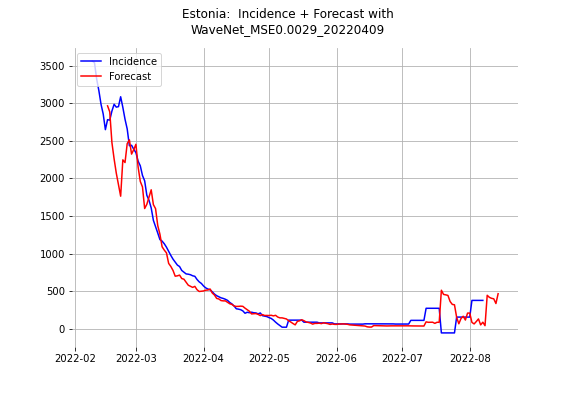 Estonia: Incidence + Forecast with
WaveNet_MSE0.0029_20220409
Incidence
Forecast
3500
3000
2500
2000
1500
1000
500
0
2022-02 2022-03 2022-04 2022-05 2022-06 2022-07 2022-08